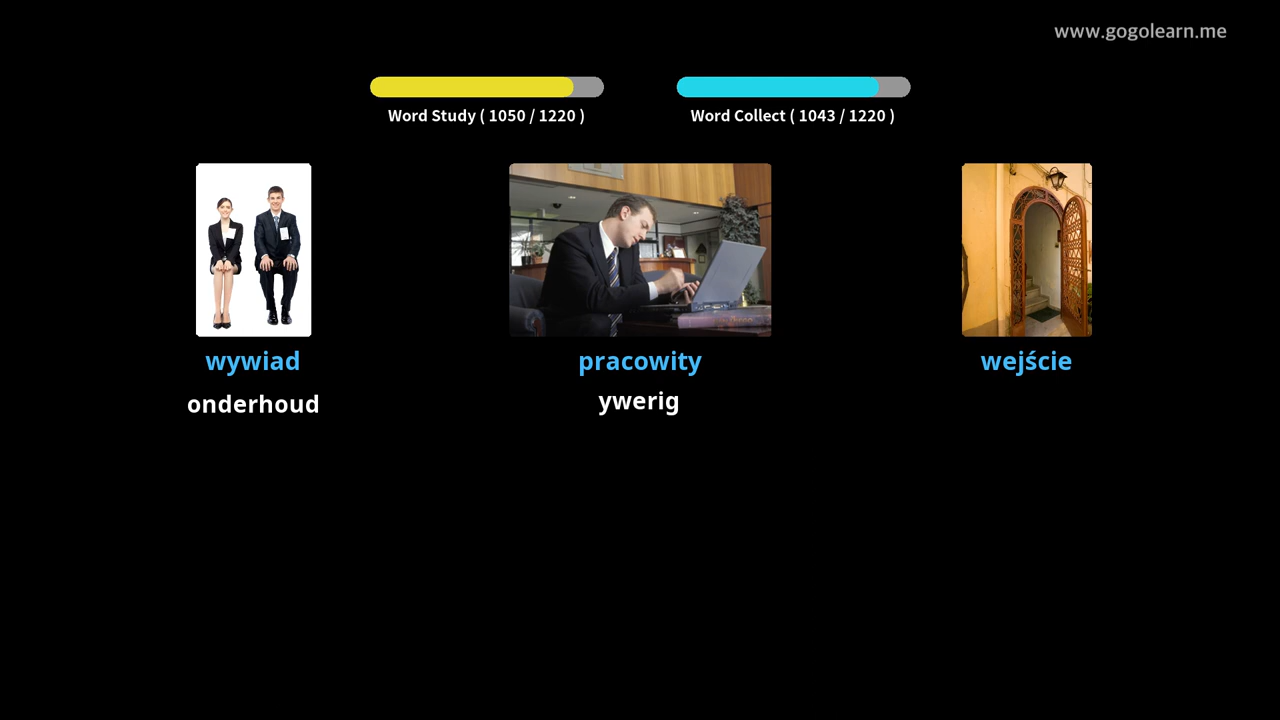 www.gogolearn.me
Word Study ( 1050 / 1220 )
Word Collect ( 1043 / 1220 )
wywiad
pracowity
wejście
onderhoud
ywerig